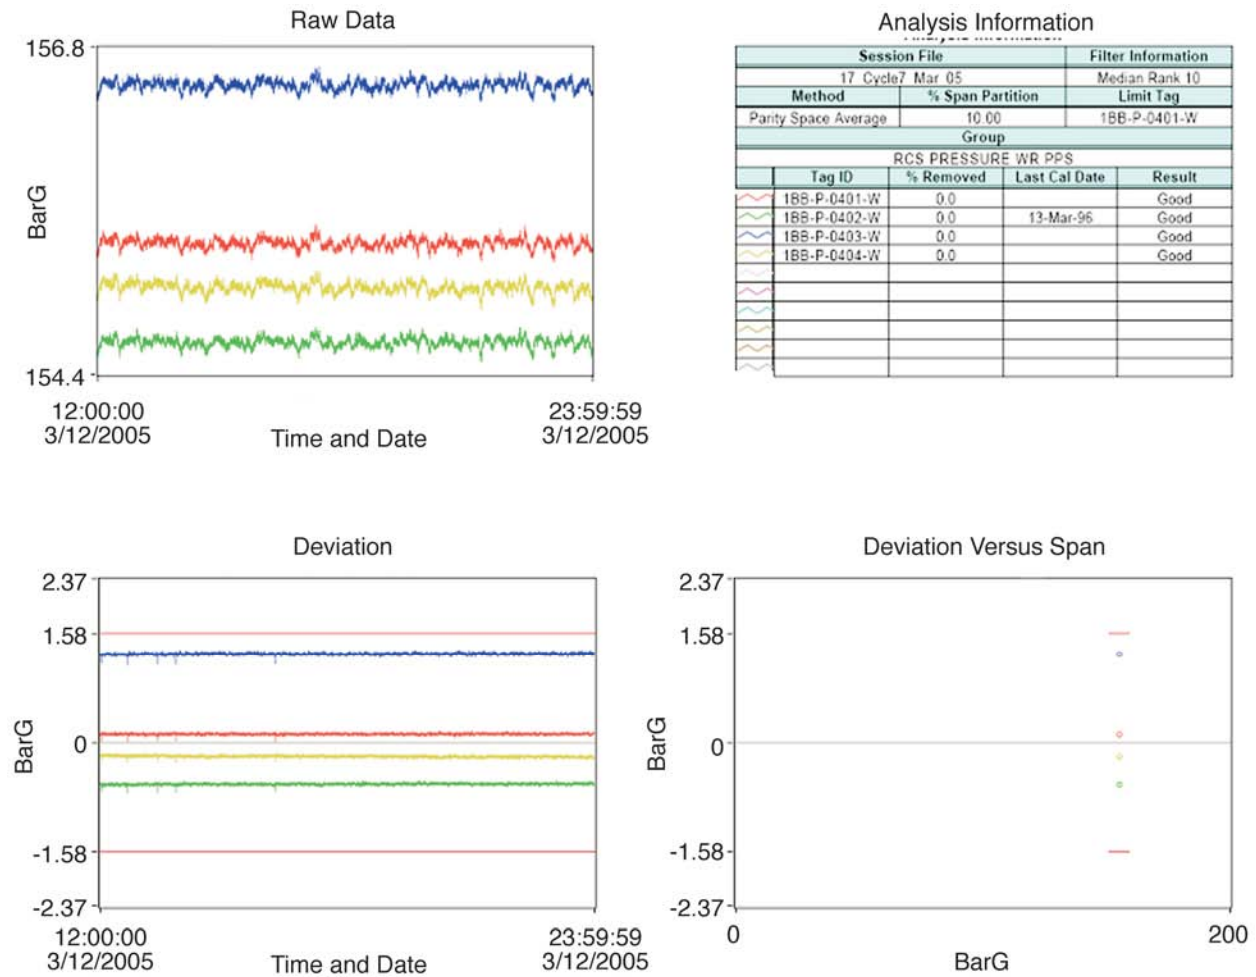 Raw Data
156.8
BarG
154.4
12:00:00
3/12/2005
Time and Date
23:59:59
3/12/2005
Analysis Information
Session File Filter Information
17 Cycle7 Mar 05 Median Rank 10
Method % Span Partition Limit Tag
Parity Space Average 10.00 1BB-P-0401-W
Group
RCS PRESSURE WR PPS
Tag ID % Removed Last Cal Date Result
1BB-P-0401-W 0.0 Good
1BB-P-0402-W 0.0 13-Mar-96 Good
1BB-P-0403-W 0.0 Good
1BB-P-0404-W 0.0 Good
Deviation
2.37
1.58
BarG
0
-1.58
-2.37
12:00:00
3/12/2005
Time and Date
23:59:59
3/12/2005
Deviation Versus Span
2.37
1.58
BarG
0
-1.58
-2.37
0
BarG
200